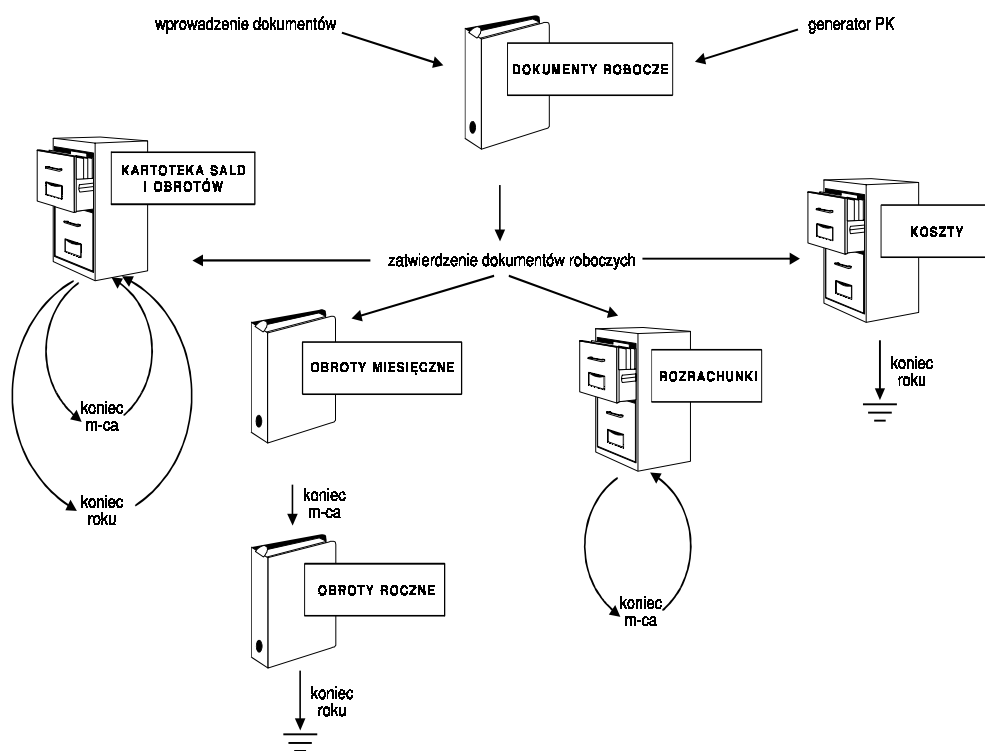 wprowadzenie dokumentów
generator PK
DOKUMENTY ROBOCZE
KARTOTEKA SALD
I OBROTÓW
KOSZTY
zatwierdzenie dokumentów roboczych
OBROTY MIESIĘCZNE
ROZRACHUNKI
koniec
roku
koniec
m-ca
koniec
roku
koniec
m-ca
OBROTY ROCZNE
koniec
m-ca
koniec
roku